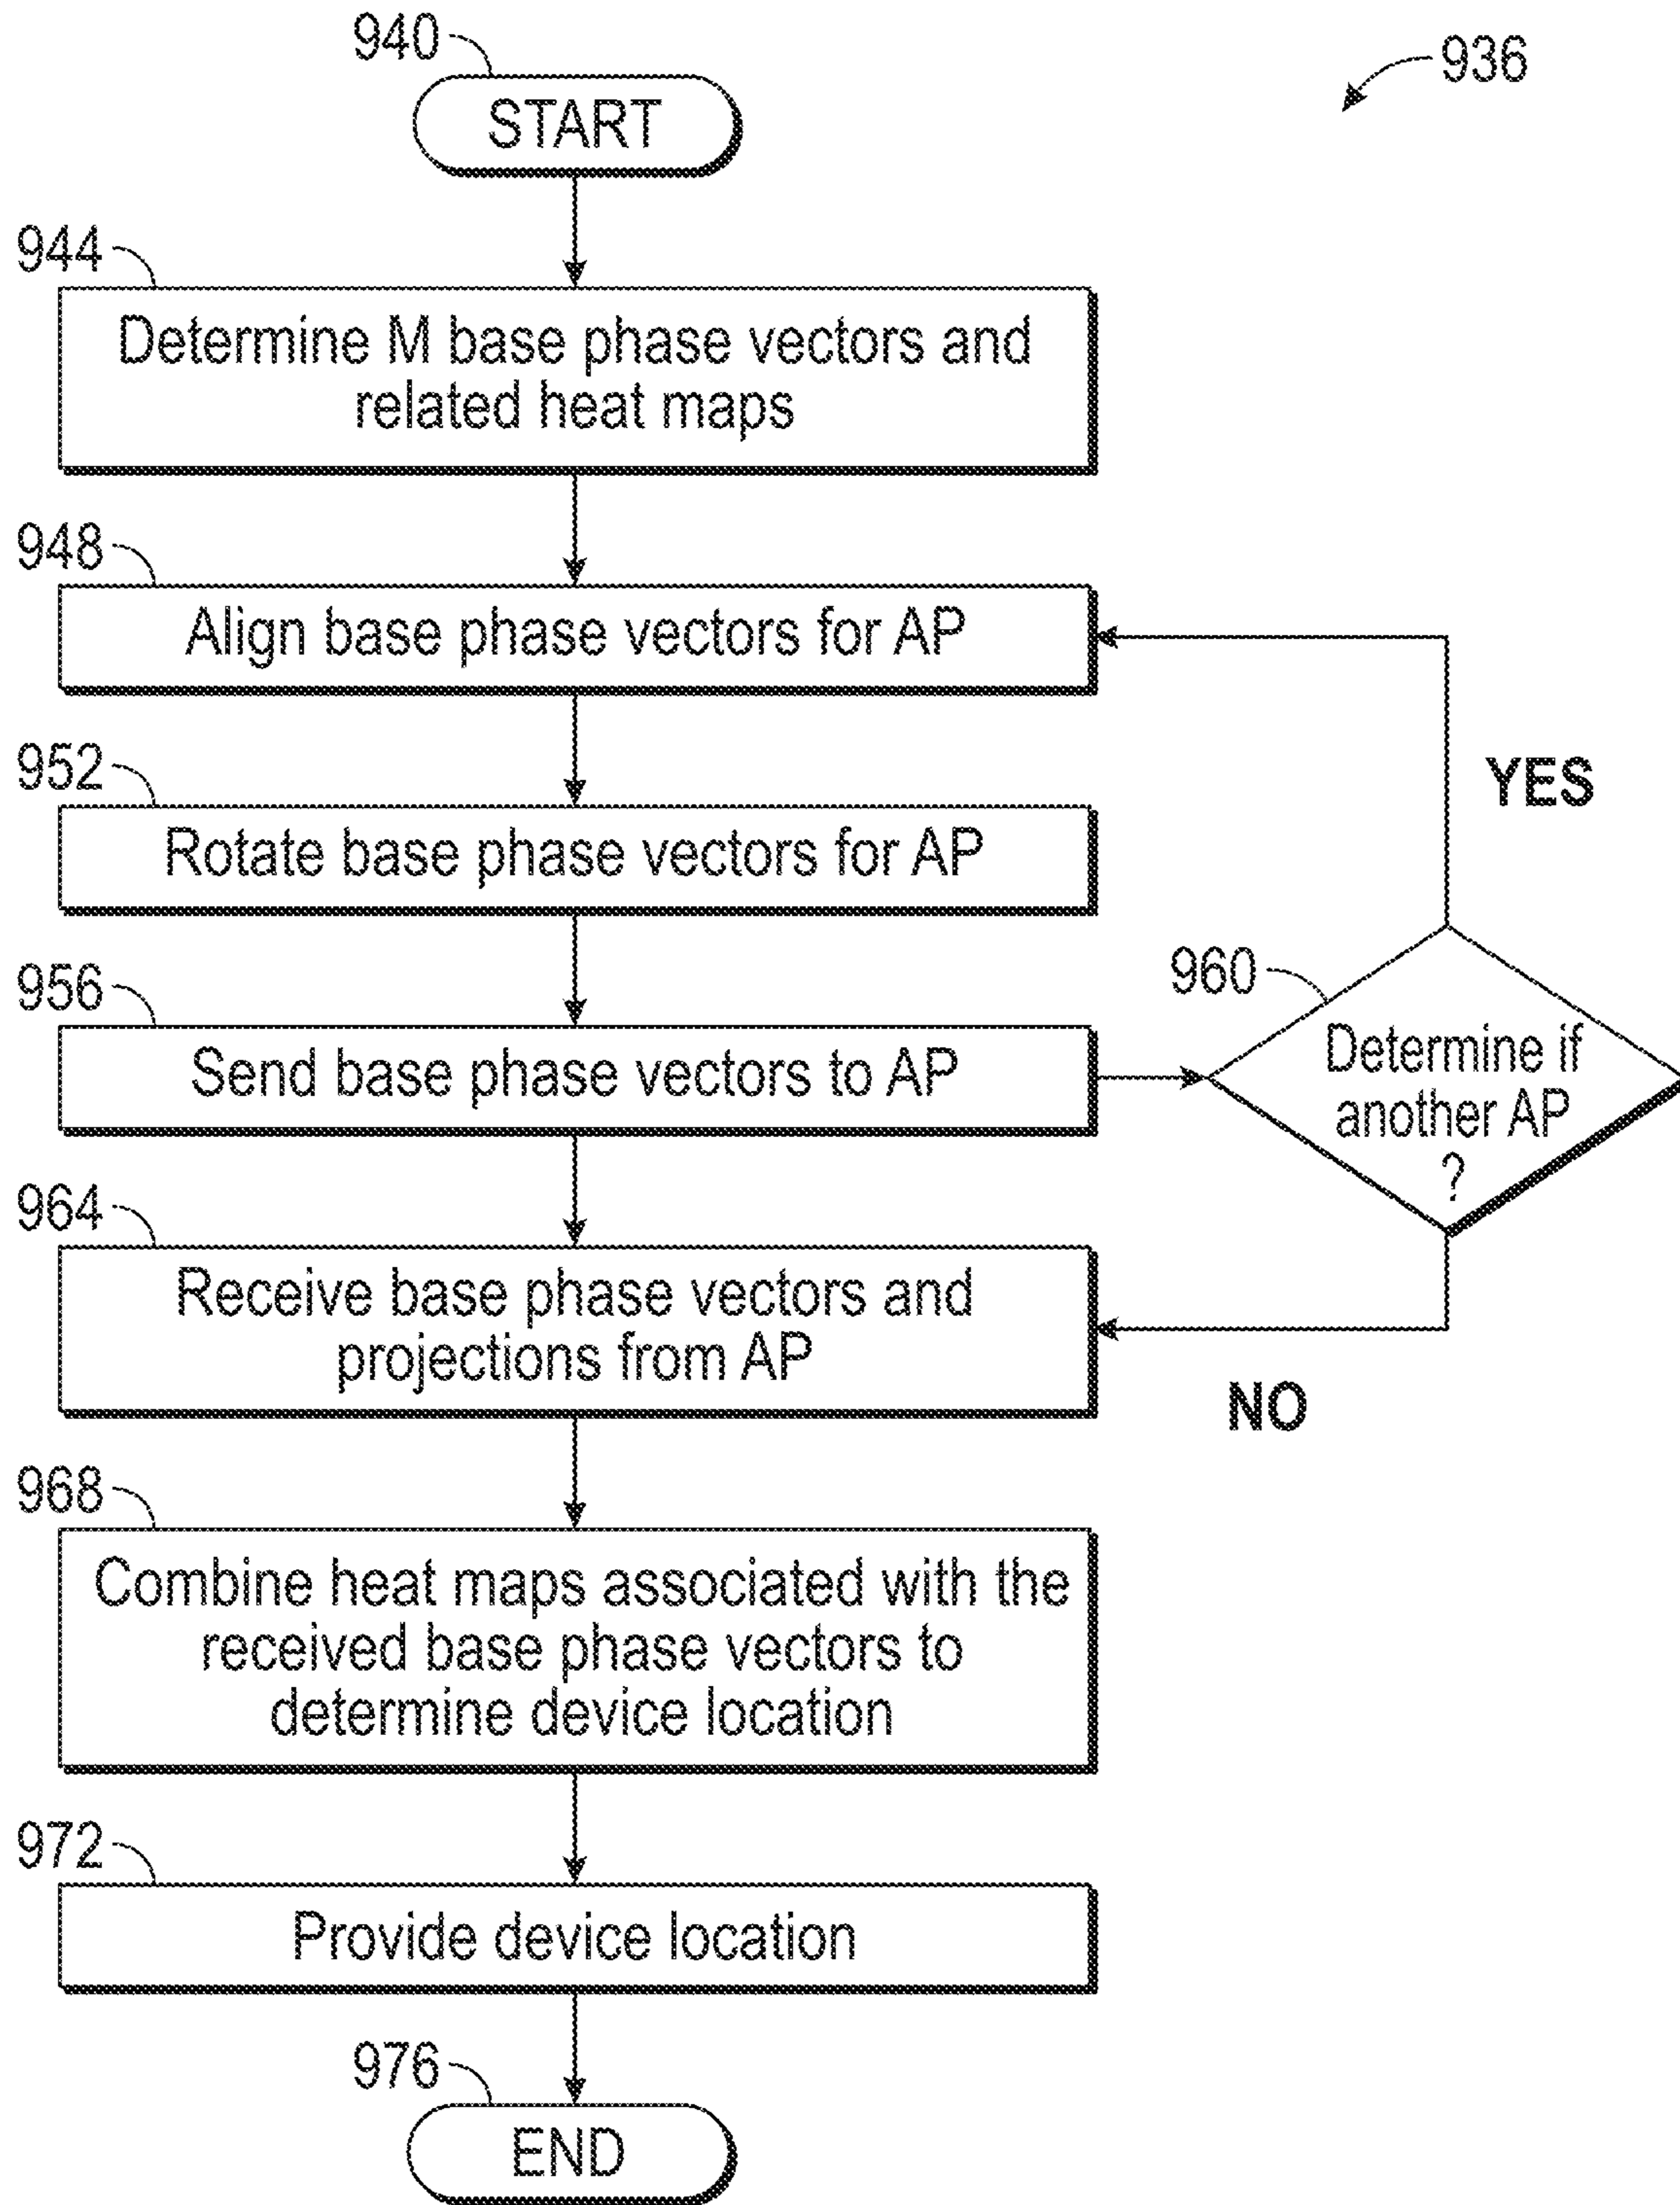 940
936
START
944
Determine M base phase vectors and
related heat maps
948
Align base phase vectors for AP
952
YES
Rotate base phase vectors for AP
956
960
Send base phase vectors to AP
Determine if
another AP
?
964
Receive base phase vectors and
projections from AP
NO
968
Combine heat maps associated with the
received base phase vectors to
determine device location
972
Provide device location
976
END